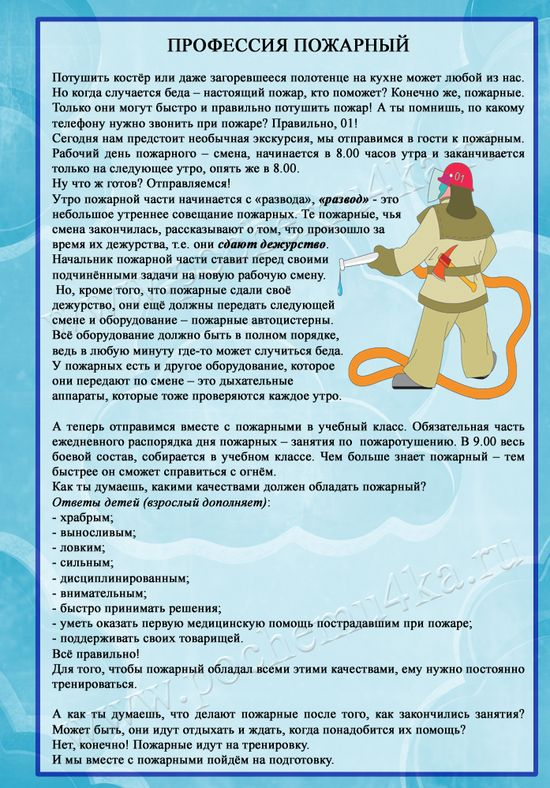 ПРОФЕССИЯ ПОЖАРНЫЙ
Потушить костёр или даже загоревшееся полотенце на кухне может любой из нас.
Но когда случается беда – настоящий пожар, кто поможет? Конечно же, пожарные.
Только они могут быстро и правильно потушить пожар! А ты помнишь, по какому
телефону нужно звонить при пожаре? Правильно, 01!
Сегодня нам предстоит необычная экскурсия, мы отправимся в гости к пожарным.
Рабочий день пожарного – смена, начинается в 8.00 часов утра и заканчивается
только на следующее утро, опять же в 8.00.
Ну что ж готов? Отправляемся!
Утро пожарной части начинается с «развода», «развод» - это
небольшое утреннее совещание пожарных. Те пожарные, чья
смена закончилась, рассказывают о том, что произошло за
время их дежурства, т.е. они сдают дежурство.
Начальник пожарной части ставит перед своими
подчинёнными задачи на новую рабочую смену.
Но, кроме того, что пожарные сдали своё
дежурство, они ещё должны передать следующей
смене и оборудование – пожарные автоцистерны.
Всё оборудование должно быть в полном порядке,
ведь в любую минуту где-то может случиться беда.
У пожарных есть и другое оборудование, которое
они передают по смене – это дыхательные
аппараты, которые тоже проверяются каждое утро.
01
А теперь отправимся вместе с пожарными в учебный класс. Обязательная часть
ежедневного распорядка дня пожарных – занятия по пожаротушению. В 9.00 весь
боевой состав, собирается в учебном классе. Чем больше знает пожарный – тем
быстрее он сможет справиться с огнём.
Как ты думаешь, какими качествами должен обладать пожарный?
Ответы детей (взрослый дополняет):
- храбрым;
- выносливым;
- ловким;
- сильным;
- дисциплинированным;
- внимательным;
- быстро принимать решения;
- уметь оказать первую медицинскую помощь пострадавшим при пожаре;
- поддерживать своих товарищей.
Всё правильно!
Для того, чтобы пожарный обладал всеми этими качествами, ему нужно постоянно
тренироваться.
А как ты думаешь, что делают пожарные после того, как закончились занятия?
Может быть, они идут отдыхать и ждать, когда понадобится их помощь?
Нет, конечно! Пожарные идут на тренировку.
И мы вместе с пожарными пойдём на подготовку.
www.pochemu4ka.ru
www.pochemu4ka.ru